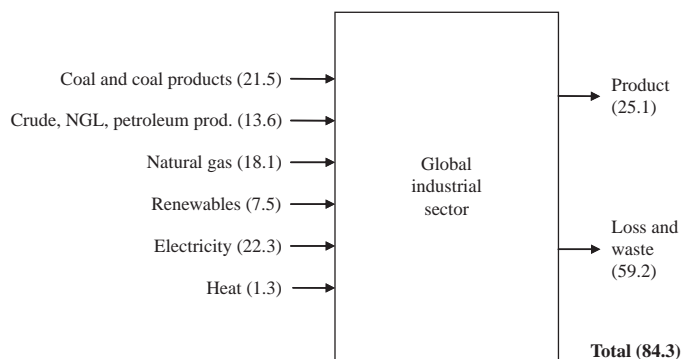 Coal and coal products (21.5)
Crude, NGL, petroleum prod. (13.6)
Natural gas (18.1)
Renewables (7.5)
Electricity (22.3)
Heat (1.3)
Global
industrial
sector
Product
(25.1)
Loss and
waste
(59.2)
Total (84.3)